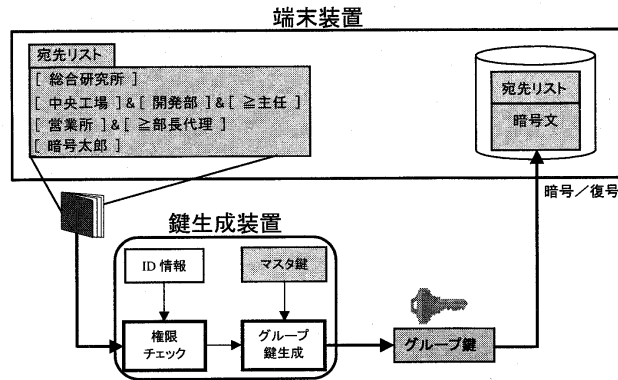 端末装置
宛先リスト
[ 総合研究所 ]
[ 中央工場 ] & [ 開発部 ] & [ ≧主任 ]
[ 営業所 ] & [ ≧部長代理 ]
[ 暗号太郎 ]
宛先リスト
暗号文
暗号／復号
鍵生成装置
ID 情報
マスタ鍵
権限
チェック
グループ
鍵生成
グループ鍵